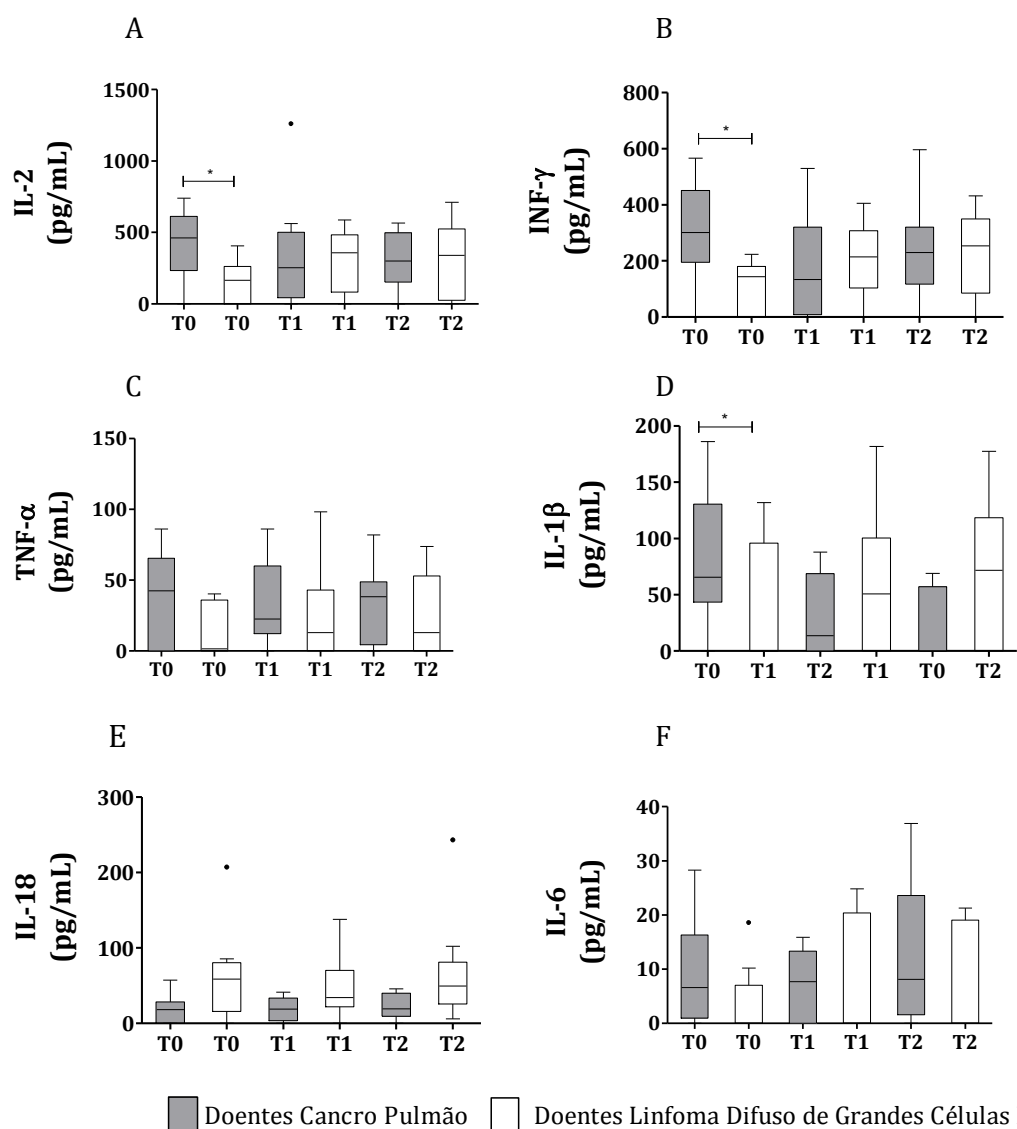 A
IL-2
(pg/mL)
1500
1000
500
0
*
T0 T0 T1 T1 T2 T2
B
INF-γ
(pg/mL)
800
600
400
200
0
*
T0 T0 T1 T1 T2 T2
C
TNF-α
(pg/mL)
150
100
50
0
T0 T0 T1 T1 T2 T2
D
IL-1β
(pg/mL)
200
150
100
50
0
*
T0 T1 T2 T1 T0 T2
E
IL-18
(pg/mL)
300
200
100
0
T0 T0 T1 T1 T2 T2
F
IL-6
(pg/mL)
40
30
20
10
0
T0 T0 T1 T1 T2 T2
Doentes Cancro Pulmão Doentes Linfoma Difuso de Grandes Células